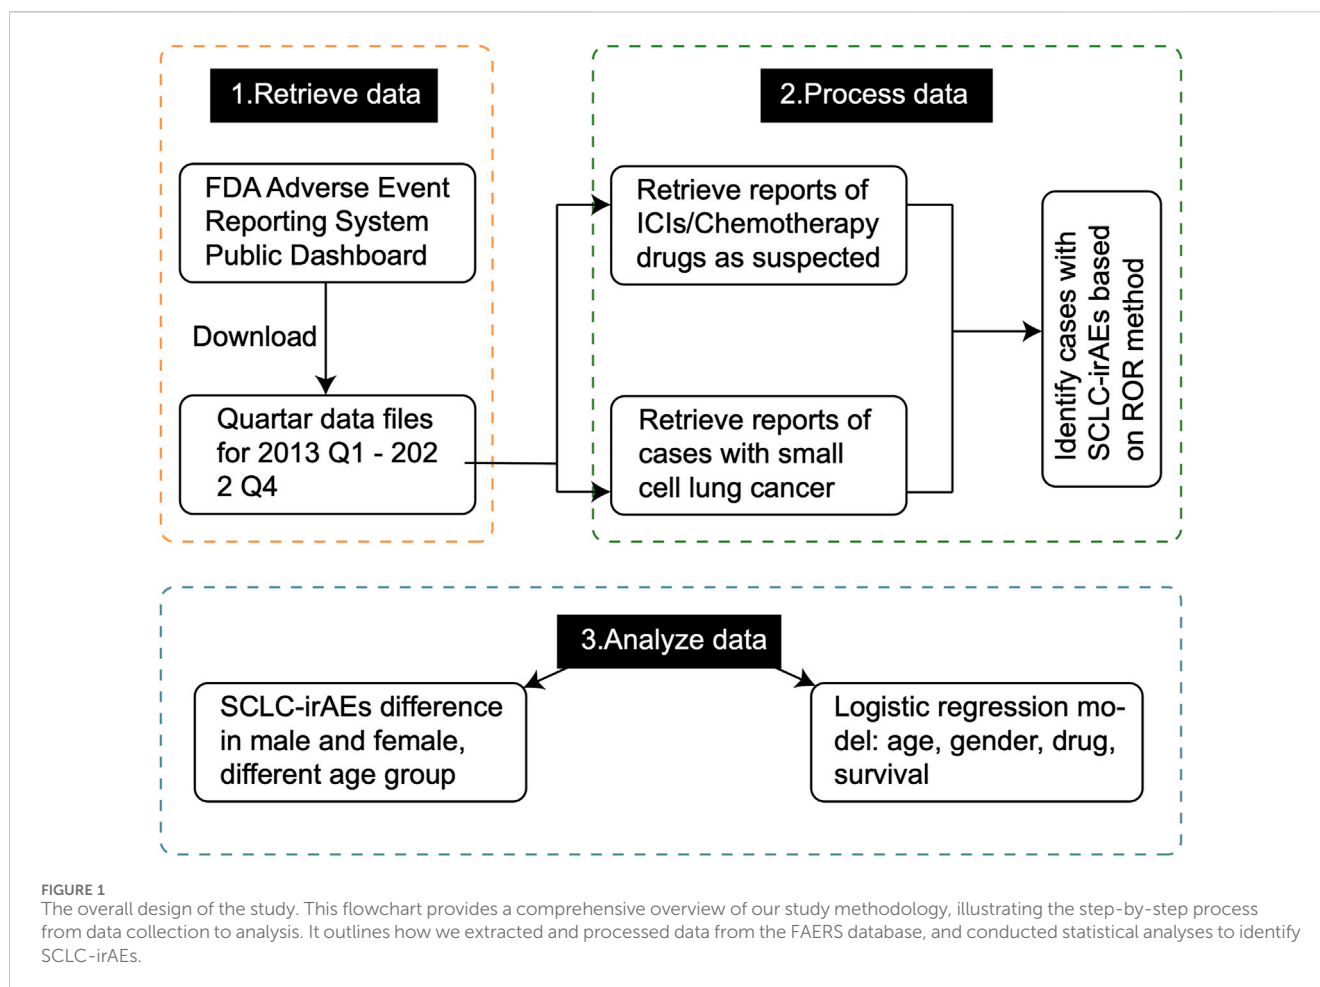 1.Retrieve data
FDA Adverse Event
Reporting System
Public Dashboard
Download
Quartar data files
for 2013 Q1 - 202
2 Q4
2.Process data
Retrieve reports of
ICIs/Chemotherapy
drugs as suspected
Retrieve reports of
cases with small
cell lung cancer
Identify cases with
SCLC-irAEs based
on ROR method
3.Analyze data
SCLC-irAEs difference
in male and female,
different age group
Logistic regression mo-
del: age, gender, drug,
survival
FIGURE 1
The overall design of the study. This flowchart provides a comprehensive overview of our study methodology, illustrating the step-by-step process
from data collection to analysis. It outlines how we extracted and processed data from the FAERS database, and conducted statistical analyses to identify
SCLC-irAEs.